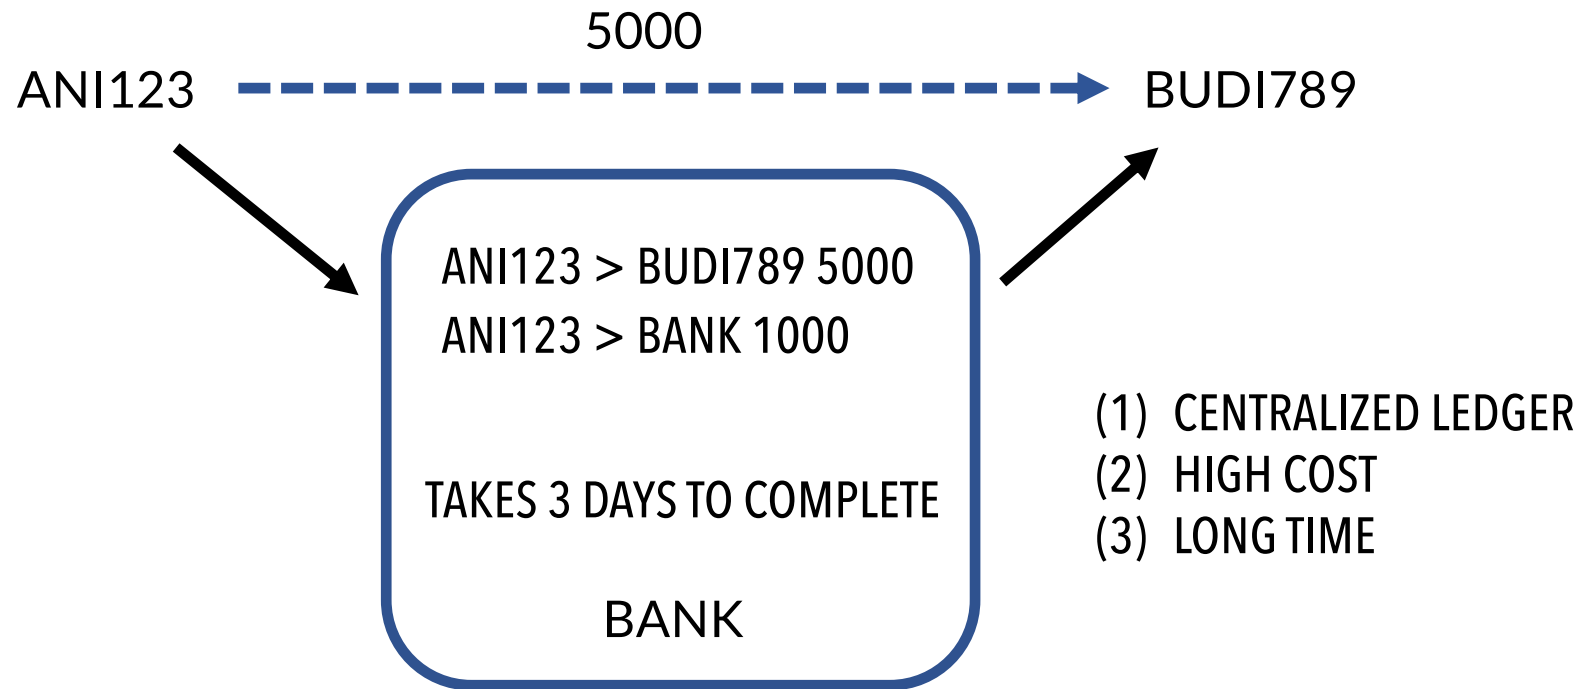 5000
ANI123
BUDI789
ANI123 > BUDI789 5000
ANI123 > BANK 1000
TAKES 3 DAYS TO COMPLETE
BANK
(1) CENTRALIZED LEDGER
(2) HIGH COST
(3) LONG TIME